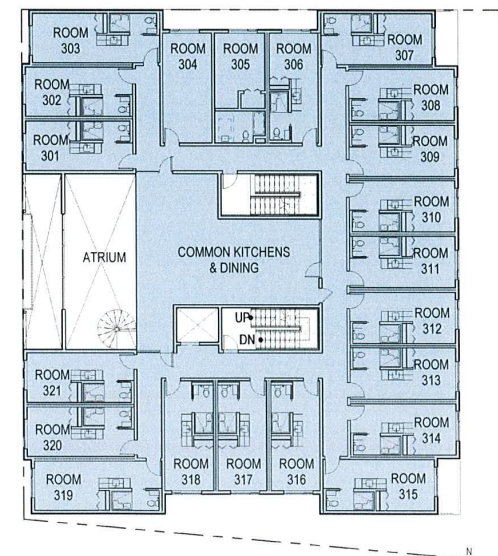 ROOM
303
ROOM
304
ROOM
305
ROOM
306
ROOM
307
ROOM
302
ROOM
308
ROOM
301
ROOM
309
ROOM
310
ATRIUM
COMMON KITCHENS
& DINING
ROOM
311
UP
DN
ROOM
312
ROOM
313
ROOM
321
ROOM
320
ROOM
314
ROOM
319
ROOM
318
ROOM
317
ROOM
316
ROOM
315
N